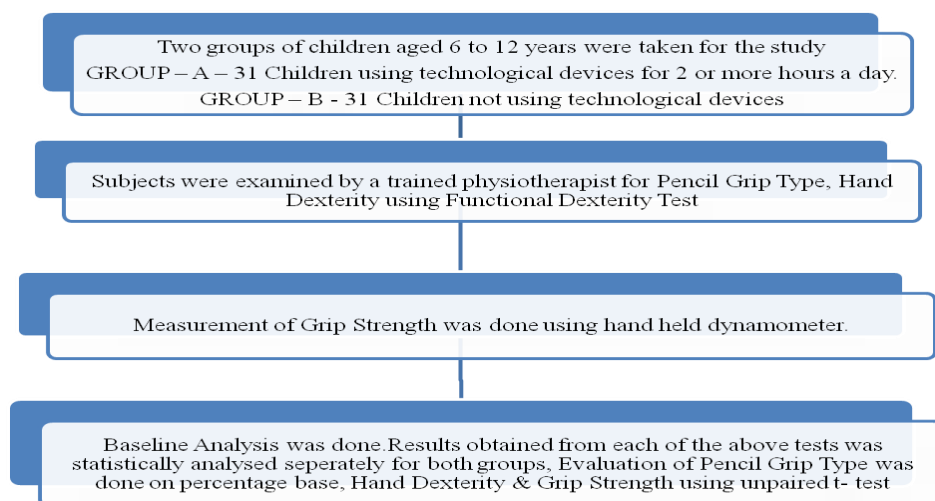 Two groups of children aged 6 to 12 years were taken for the study
GROUP – A – 31 Children using technological devices for 2 or more hours a day.
GROUP – B - 31 Children not using technological devices
Subjects were examined by a trained physiotherapist for Pencil Grip Type, Hand
Dexterity using Functional Dexterity Test
Measurement of Grip Strength was done using hand held dynamometer.
Baseline Analysis was done.Results obtained from each of the above tests was
statistically analysed seperately for both groups, Evaluation of Pencil Grip Type was
done on percentage base, Hand Dexterity & Grip Strength using unpaired t- test